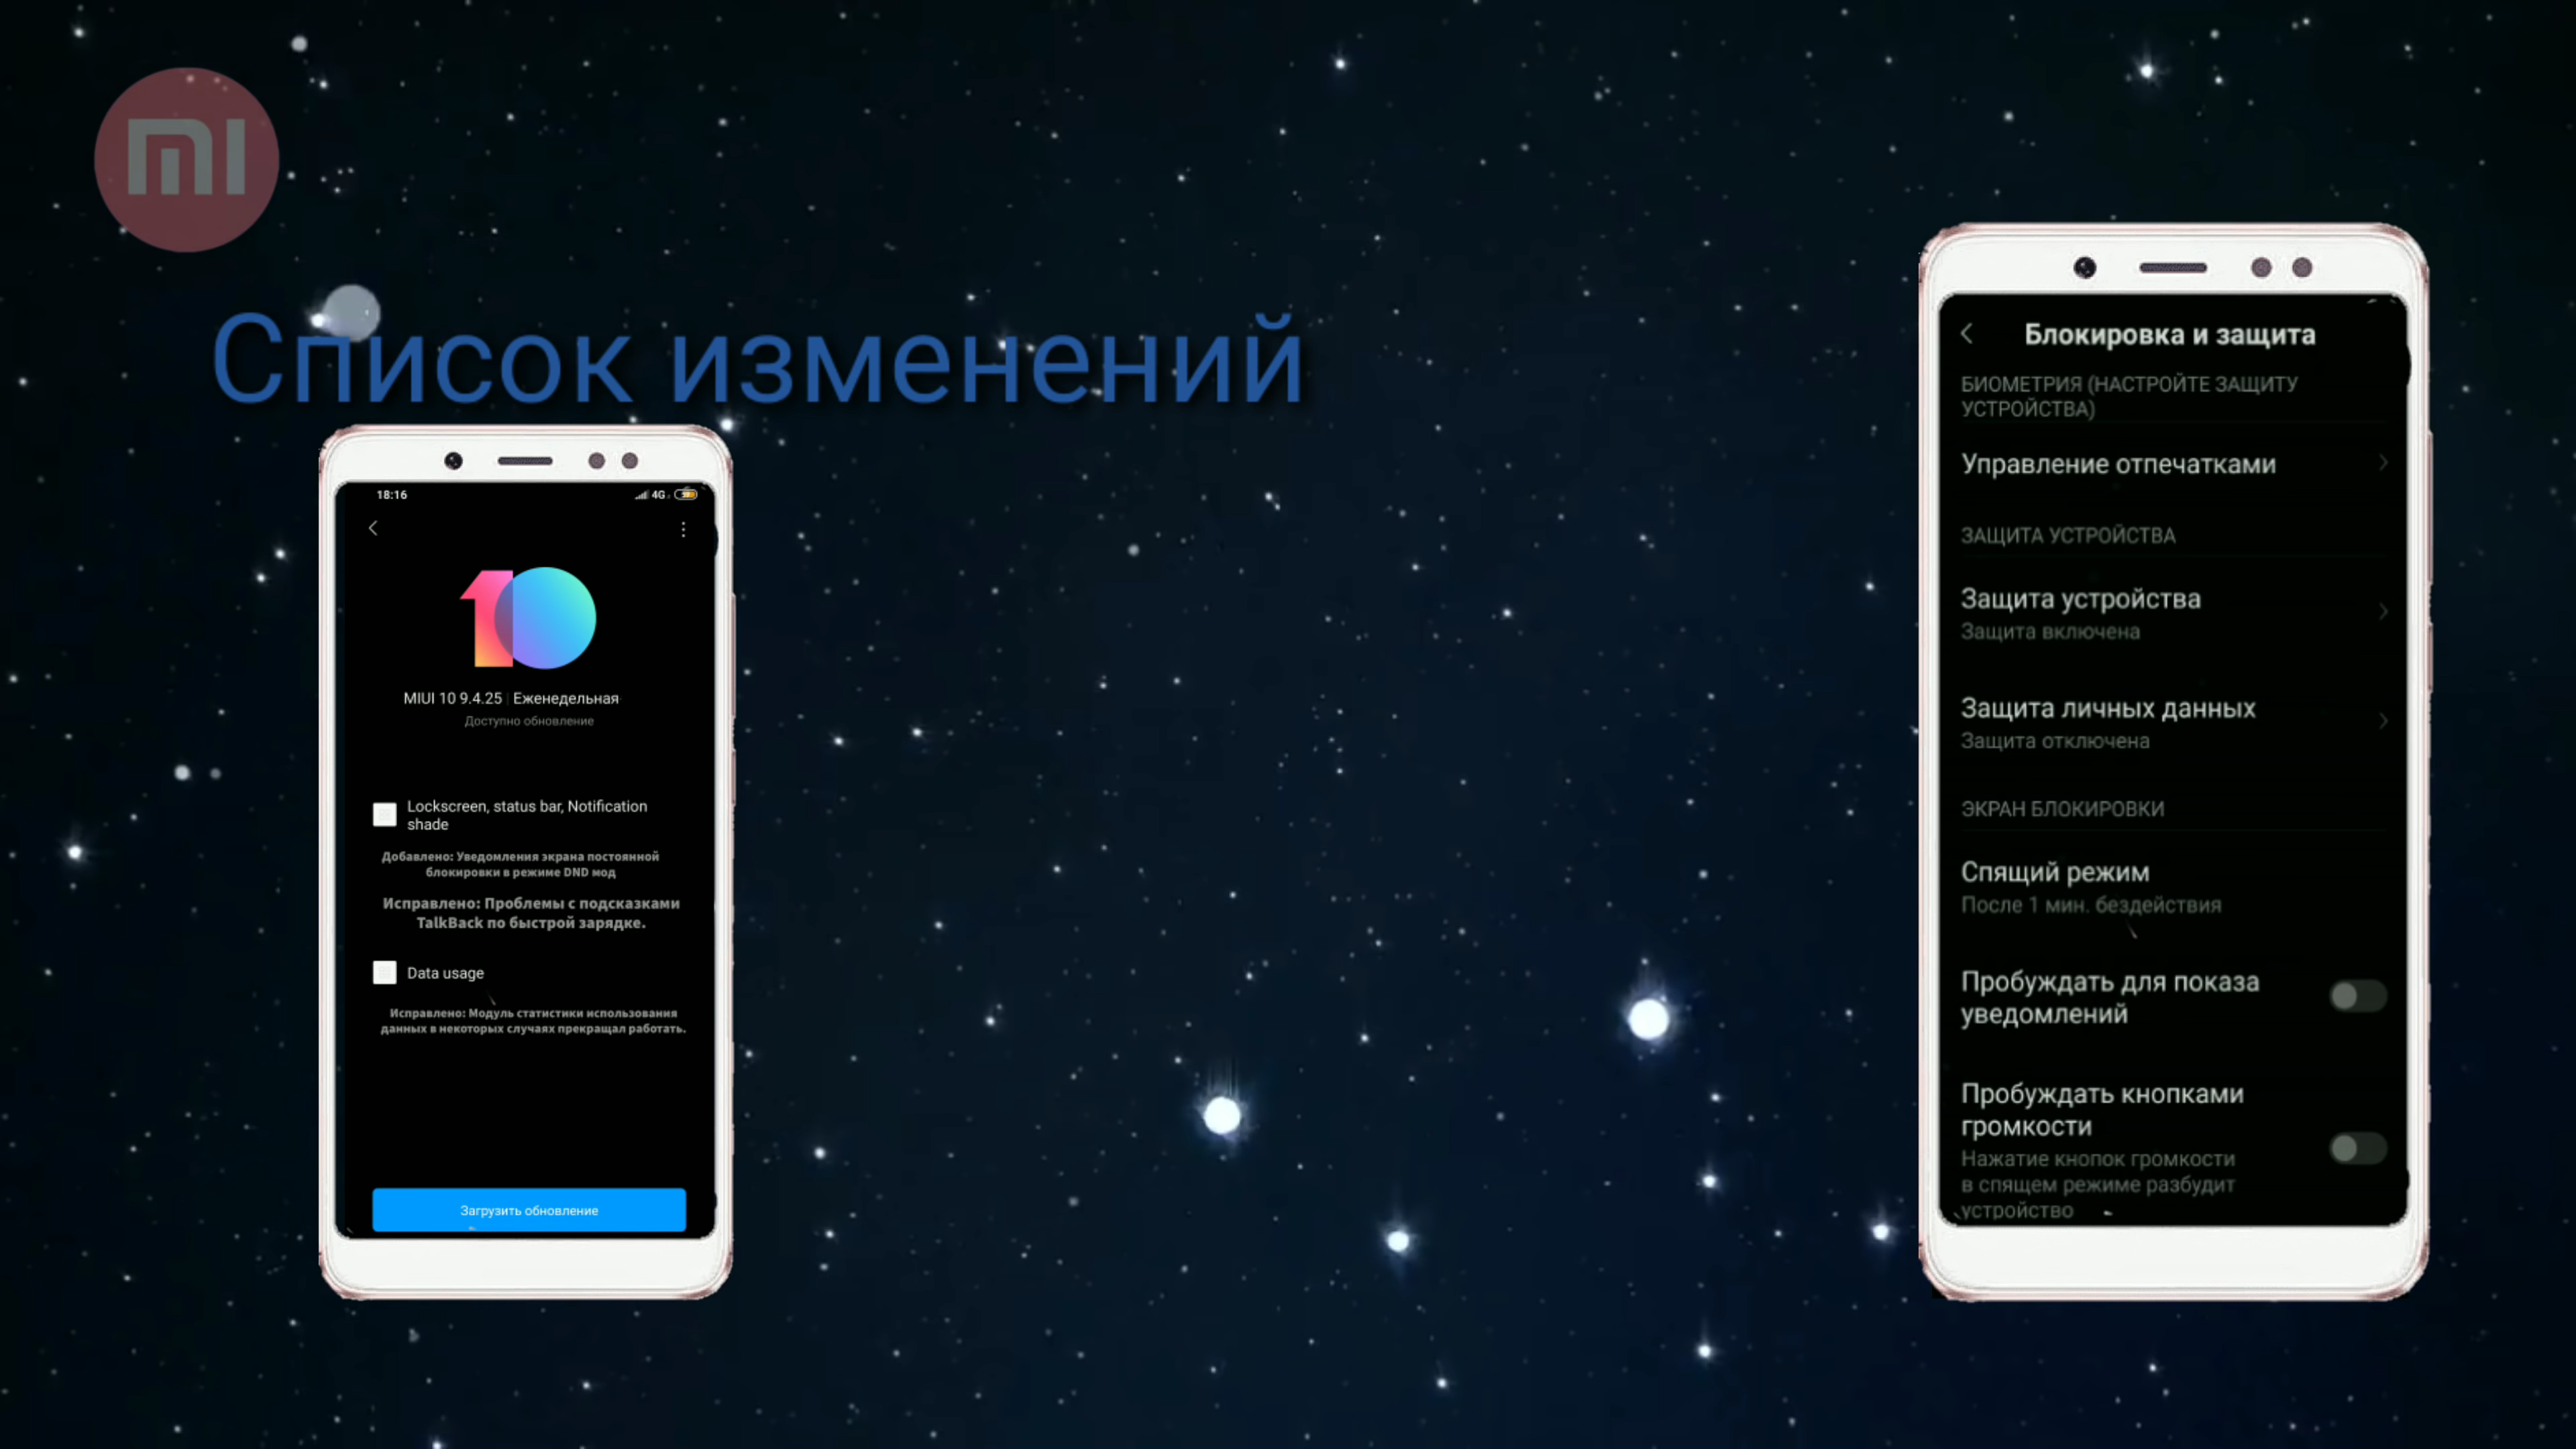 MI
Список изменений
18:16
4G
10
MIUI 10 9.4.25 | Еженедельная
Доступно обновление
Lockscreen, status bar, Notification
shade
Добавлено: Уведомления экрана постоянной
блокировки в режиме DND мод
Исправлено: Проблемы с подсказками
TalkBack по быстрой зарядке.
Data usage
Исправлено: Модуль статистики использования
данных в некоторых случаях прекращал работать.
Загрузить обновление
Блокировка и защита
БИОМЕТРИЯ (НАСТРОЙТЕ ЗАЩИТУ
УСТРОЙСТВА)
Управление отпечатками
ЗАЩИТА УСТРОЙСТВА
Защита устройства
Защита включена
Защита личных данных
Защита отключена
ЭКРАН БЛОКИРОВКИ
Спящий режим
После 1 мин. бездействия
Пробуждать для показа
уведомлений
Пробуждать кнопками
громкости
Нажатие кнопок громкости
в спящем режиме разбудит
устройство